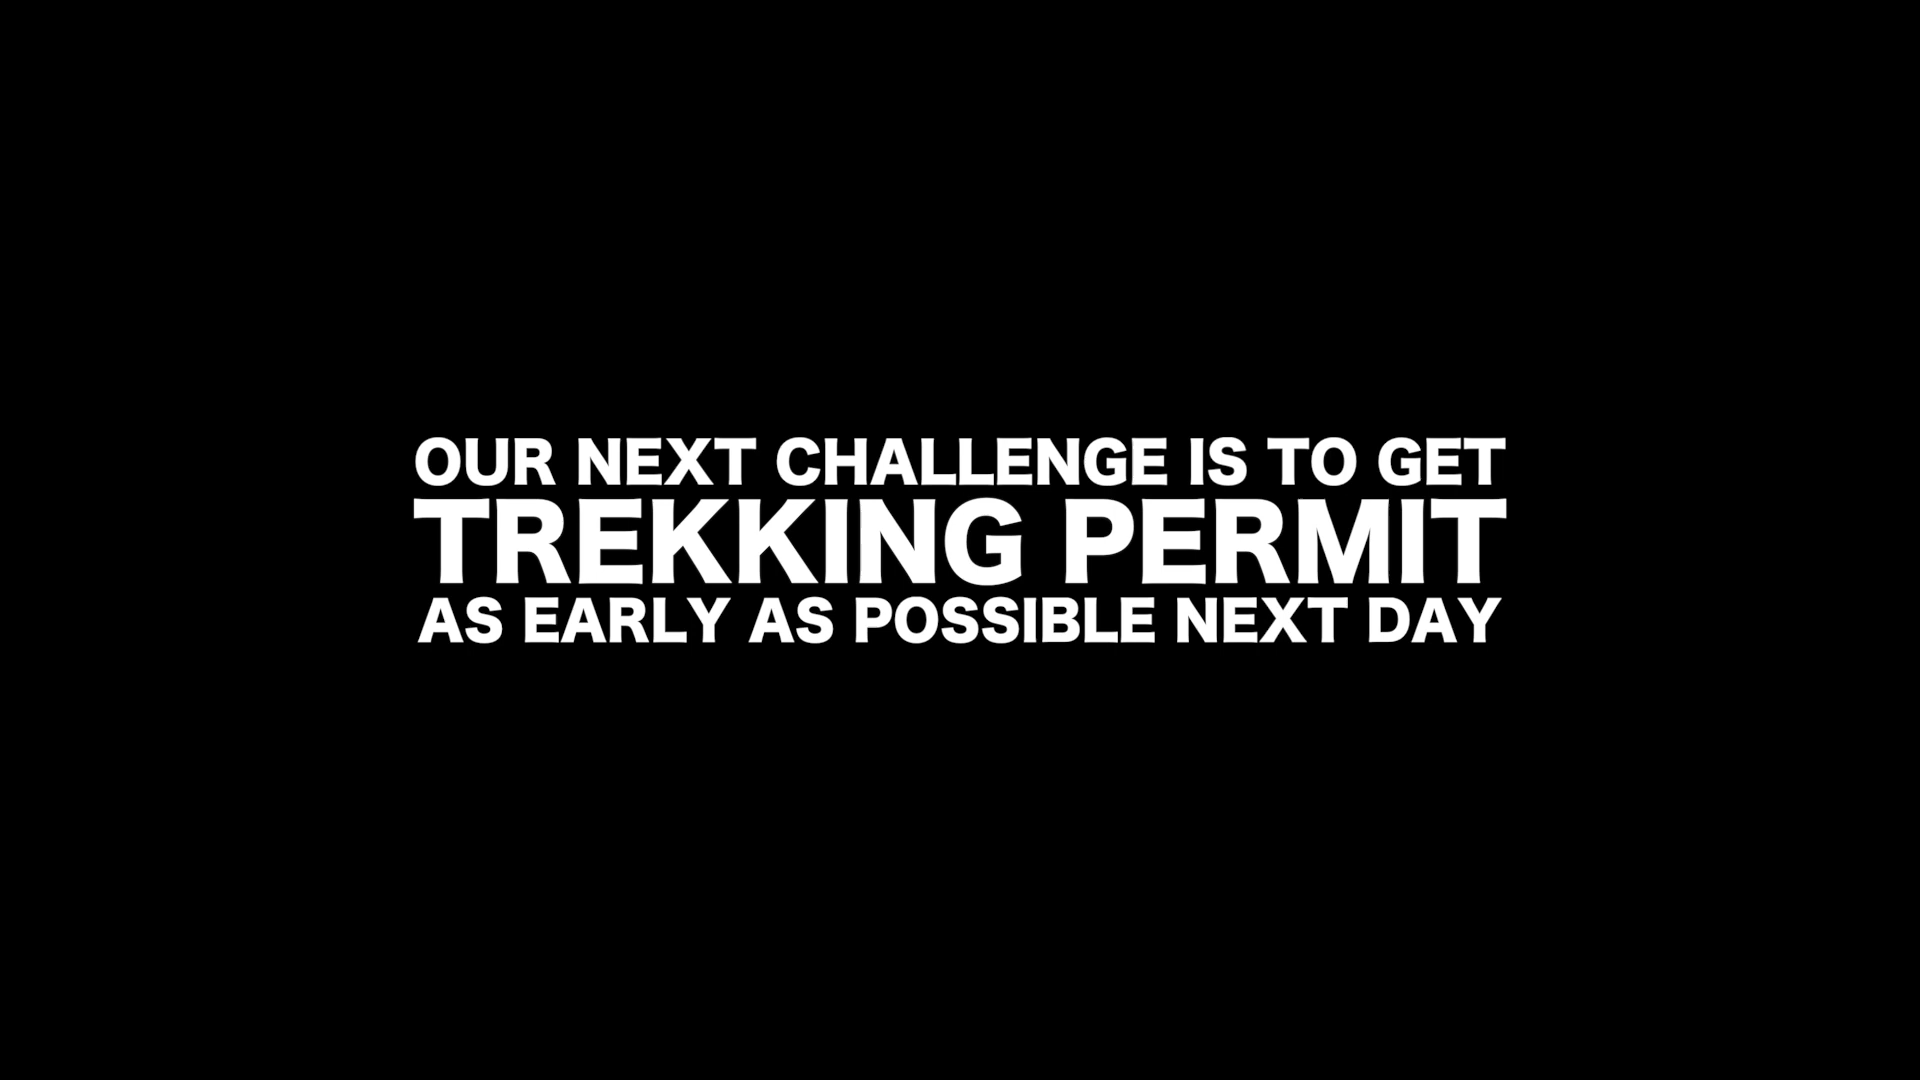 OUR NEXT CHALLENGE IS TO GET
TREKKING PERMIT
AS EARLY AS POSSIBLE NEXT DAY